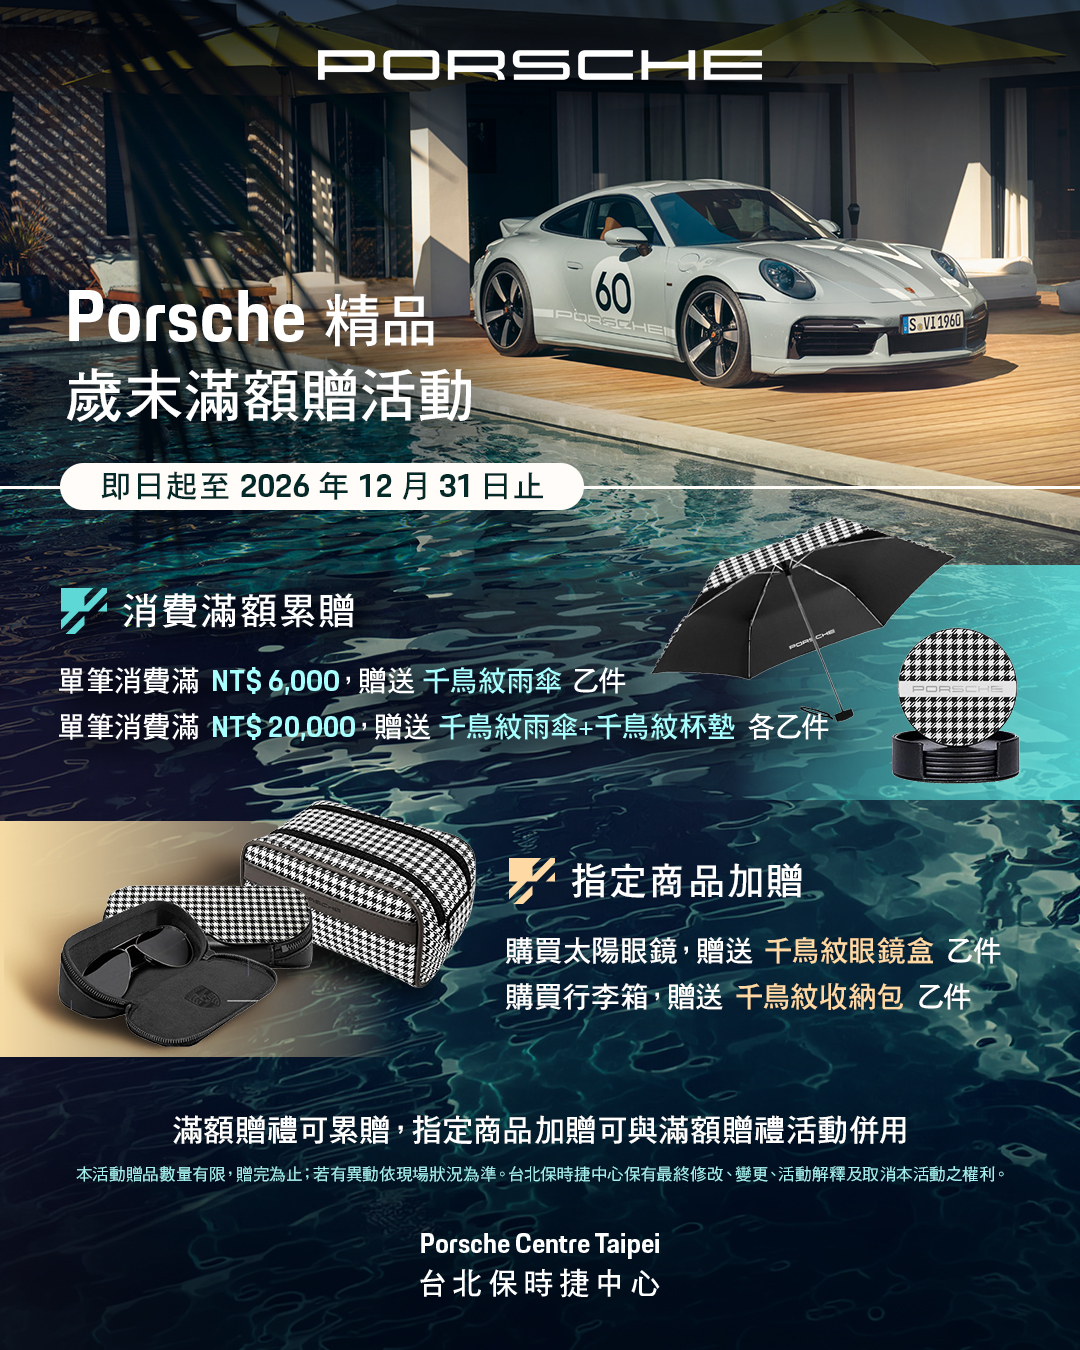 PORSCHE
60
PORSCHE
S VI 1960
Porsche 精品
歲末滿額贈活動
即日起至 2026 年 12 月 31 日止
PORSCHE
消費滿額累贈
PORSCHE
單筆消費滿 NT$ 6,000，贈送 千鳥紋雨傘 乙件
單筆消費滿 NT$ 20,000，贈送 千鳥紋雨傘+千鳥紋杯墊 各乙件
指定商品加贈
購買太陽眼鏡，贈送 千鳥紋眼鏡盒 乙件
購買行李箱，贈送 千鳥紋收納包 乙件
滿額贈禮可累贈，指定商品加贈可與滿額贈禮活動併用
本活動贈品數量有限，贈完為止；若有異動依現場狀況為準。台北保時捷中心保有最終修改、變更、活動解釋及取消本活動之權利。
Porsche Centre Taipei
台北保時捷中心